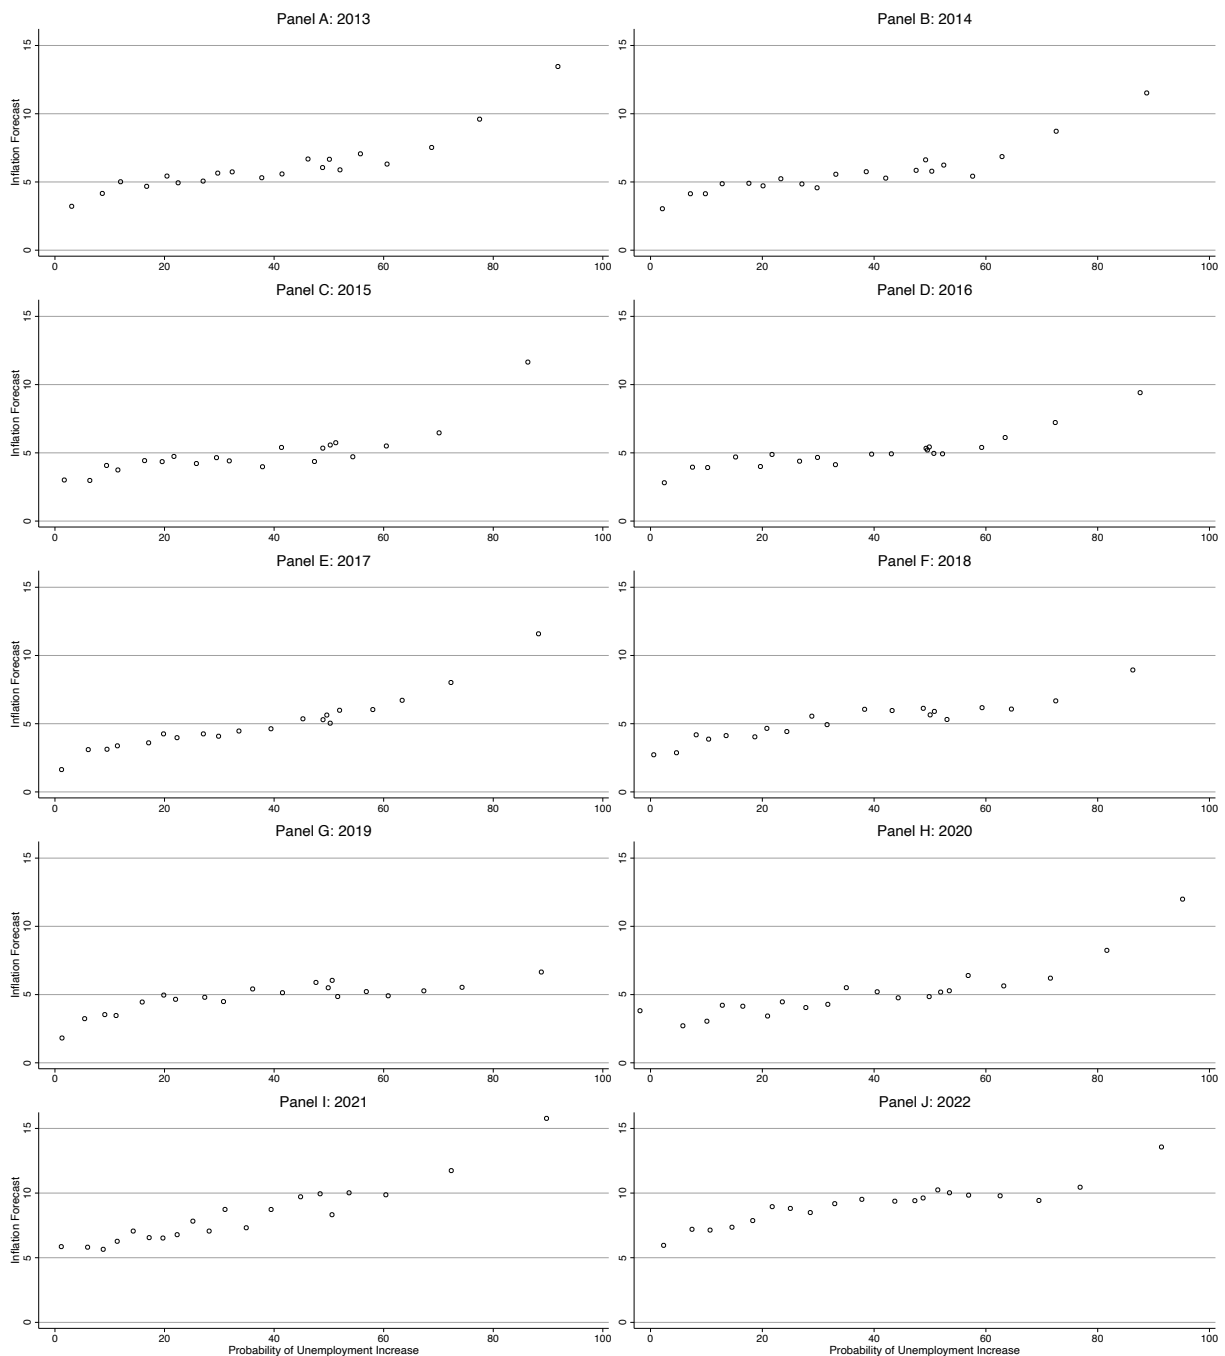 Panel A: 2013
Inflation Forecast
15
10
5
0
0 20 40 60 80 100
Panel B: 2014
15
10
5
0
0 20 40 60 80 100
Panel C: 2015
Inflation Forecast
15
10
5
0
0 20 40 60 80 100
Panel D: 2016
15
10
5
0
0 20 40 60 80 100
Panel E: 2017
Inflation Forecast
15
10
5
0
0 20 40 60 80 100
Panel F: 2018
15
10
5
0
0 20 40 60 80 100
Panel G: 2019
Inflation Forecast
15
10
5
0
0 20 40 60 80 100
Panel H: 2020
15
10
5
0
0 20 40 60 80 100
Panel I: 2021
Inflation Forecast
15
10
5
0
0 20 40 60 80 100
Probability of Unemployment Increase
Panel J: 2022
15
10
5
0
0 20 40 60 80 100
Probability of Unemployment Increase